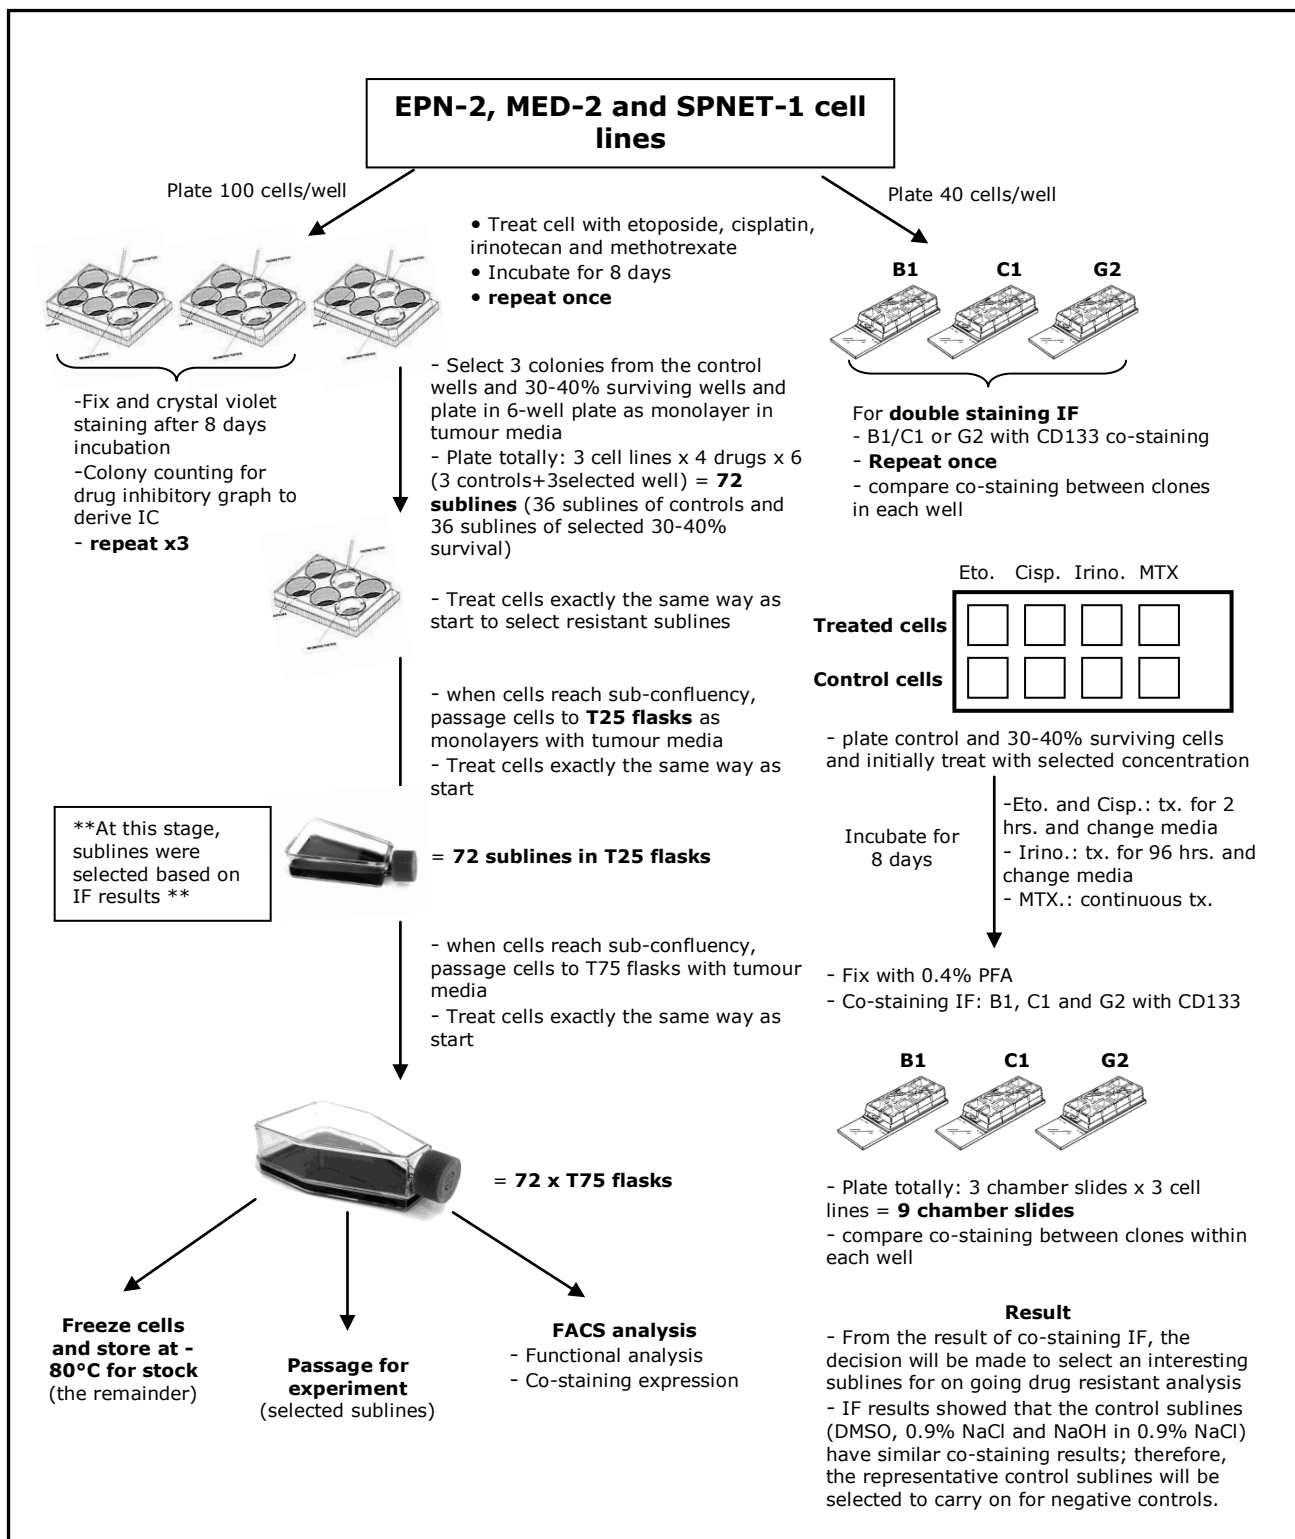 EPN-2, MED-2 and SPNET-1 cell
lines
Plate 100 cells/well
Plate 40 cells/well
• Treat cell with etoposide, cisplatin,
irinotecan and methotrexate
• Incubate for 8 days
• repeat once
-Fix and crystal violet
staining after 8 days
incubation
-Colony counting for
drug inhibitory graph to
derive IC
- repeat x3
- Select 3 colonies from the control
wells and 30-40% surviving wells and
plate in 6-well plate as monolayer in
tumour media
- Plate totally: 3 cell lines x 4 drugs x 6
(3 controls+3selected well) = 72
sublines (36 sublines of controls and
36 sublines of selected 30-40%
survival)
- Treat cells exactly the same way as
start to select resistant sublines
- when cells reach sub-confluency,
passage cells to T25 flasks as
monolayers with tumour media
- Treat cells exactly the same way as
start
**At this stage,
sublines were
selected based on
IF results **
= 72 sublines in T25 flasks
- when cells reach sub-confluency,
passage cells to T75 flasks with tumour
media
- Treat cells exactly the same way as
start
= 72 x T75 flasks
Freeze cells
and store at -
80°C for stock
(the remainder)
Passage for
experiment
(selected sublines)
FACS analysis
- Functional analysis
- Co-staining expression
B1 C1 G2
For double staining IF
- B1/C1 or G2 with CD133 co-staining
- Repeat once
- compare co-staining between clones
in each well
Eto. Cisp. Irino. MTX
Treated cells
Control cells
- plate control and 30-40% surviving cells
and initially treat with selected concentration
Incubate for
8 days
-Eto. and Cisp.: tx. for 2
hrs. and change media
- Irino.: tx. for 96 hrs. and
change media
- MTX.: continuous tx.
- Fix with 0.4% PFA
- Co-staining IF: B1, C1 and G2 with CD133
B1 C1 G2
- Plate totally: 3 chamber slides x 3 cell
lines = 9 chamber slides
- compare co-staining between clones within
each well
Result
- From the result of co-staining IF, the
decision will be made to select an interesting
sublines for on going drug resistant analysis
- IF results showed that the control sublines
(DMSO, 0.9% NaCl and NaOH in 0.9% NaCl)
have similar co-staining results; therefore,
the representative control sublines will be
selected to carry on for negative controls.